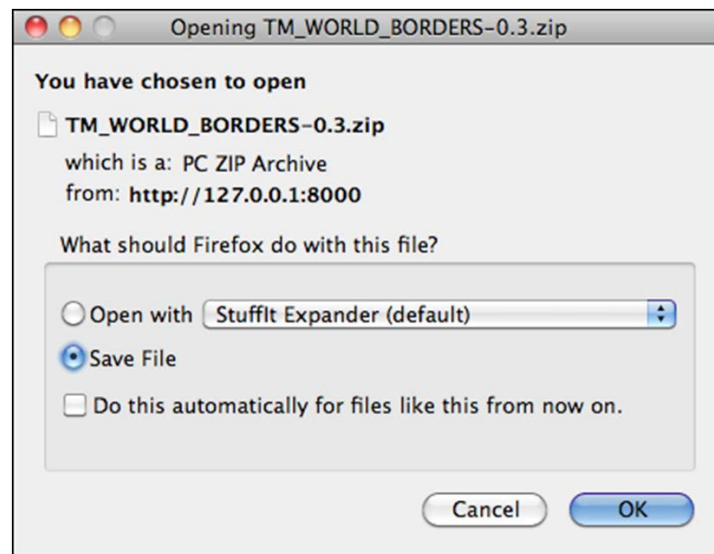 Opening TM_WORLD_BORDERS-0.3.zip
You have chosen to open
TM_WORLD_BORDERS-0.3.zip
which is a: PC ZIP Archive
from: http://127.0.0.1:8000
What should Firefox do with this file?
Open with StuffIt Expander (default)
Save File
Do this automatically for files like this from now on.
Cancel OK